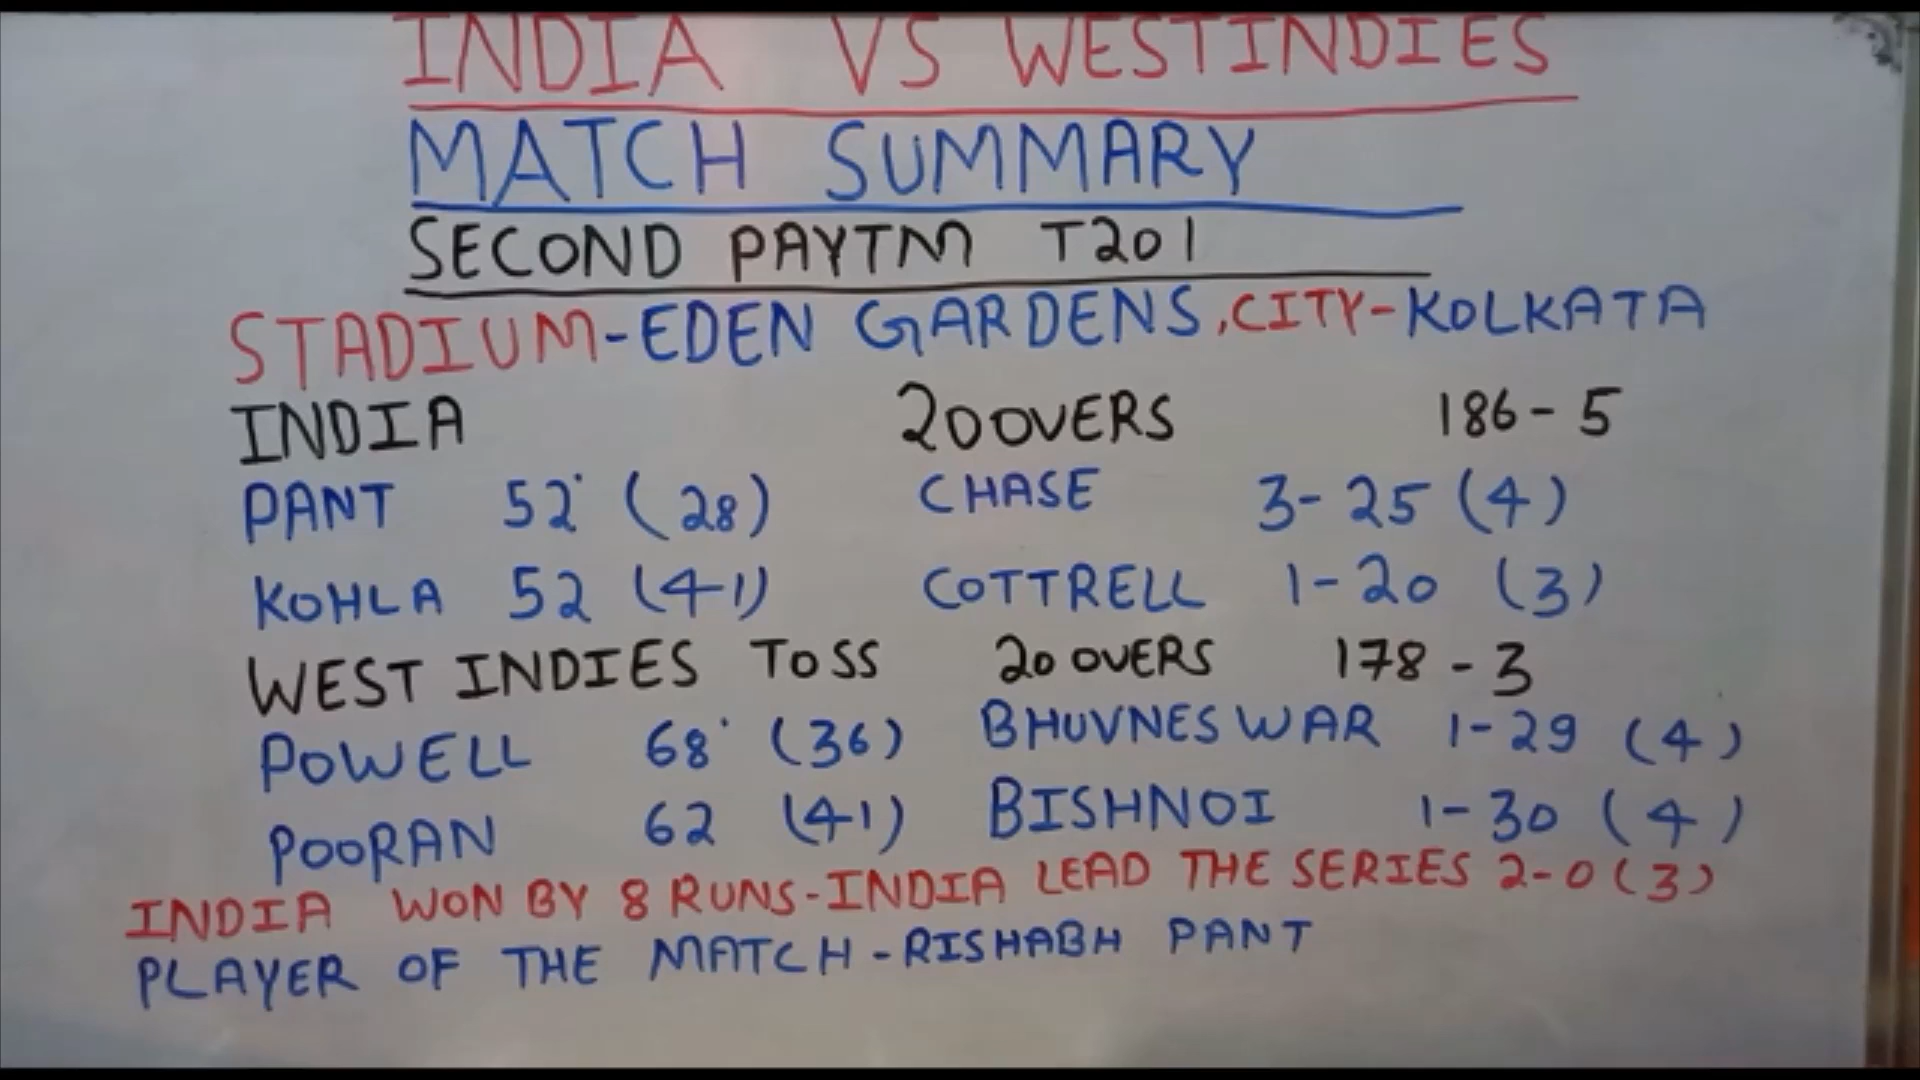 INDIA VS WESTINDIES
MATCH SUMMARY
SECOND PAYTM T20I
STADIUM-EDEN GARDENS, CITY-KOLKATA
INDIA 20 OVERS 186-5
PANT 52* (28) CHASE 3-25 (4)
KOHLA 52 (41) COTTRELL 1-20 (3)
WEST INDIES TOSS 20 OVERS 178-3
POWELL 68* (36) BHUVNESWAR 1-29 (4)
POORAN 62 (41) BISHNOI 1-30 (4)
INDIA WON BY 8 RUNS-INDIA LEAD THE SERIES 2-0 (3)
PLAYER OF THE MATCH-RISHABH PANT